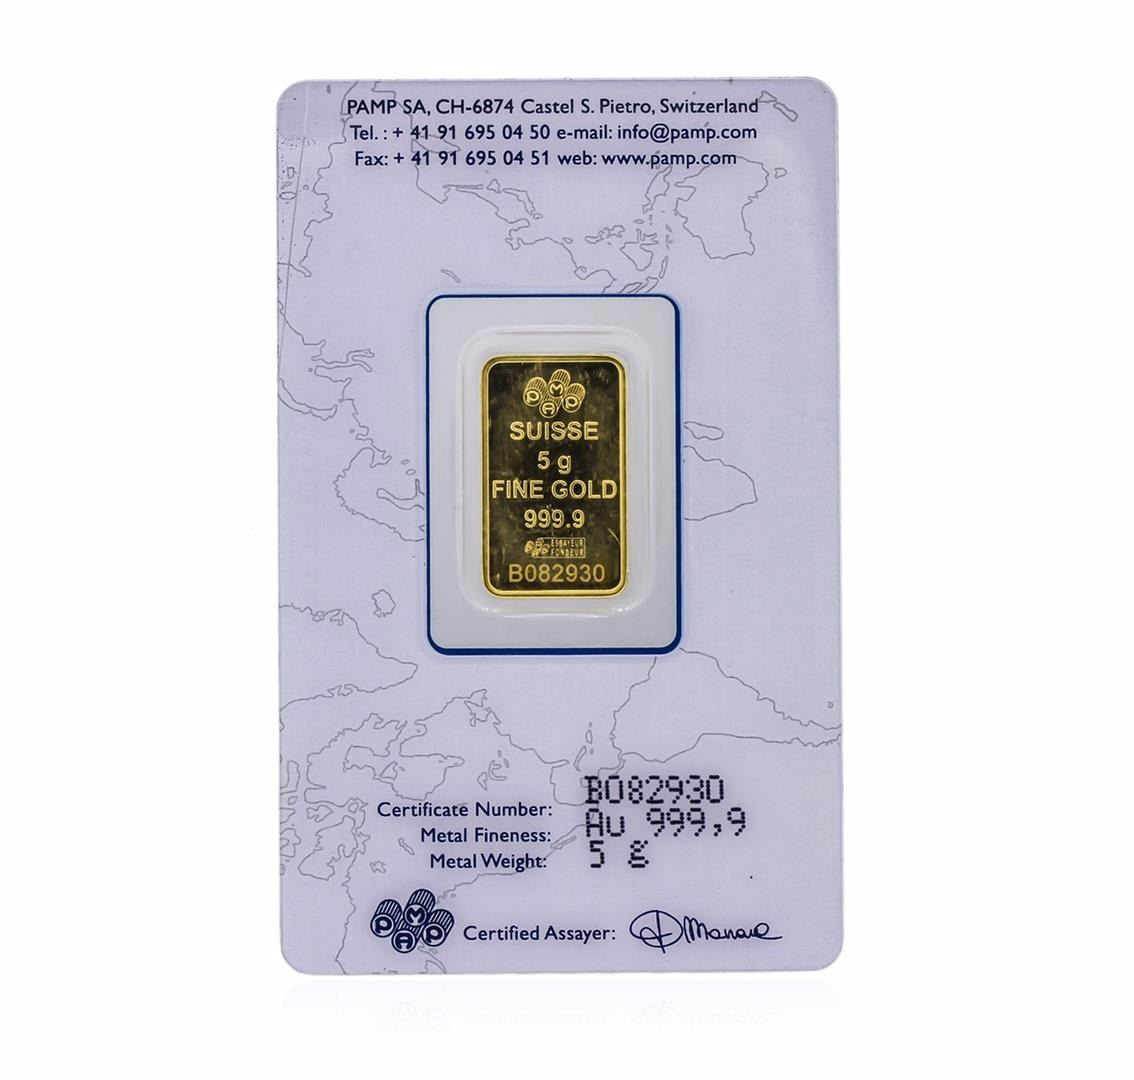 PAMP SA, CH-6874 Castel S. Pietro, Switzerland
Tel. : + 41 91 695 04 50 e-mail: info@pamp.com
Fax: + 41 91 695 04 51 web: www.pamp.com
PAMP
SUISSE
5 g
FINE GOLD
999.9
PAMP ESSAYEUR
FONDEUR
B082930
Certificate Number: B082930
Metal Fineness: Au 999,9
Metal Weight: 5 g
PAMP Certified Assayer: